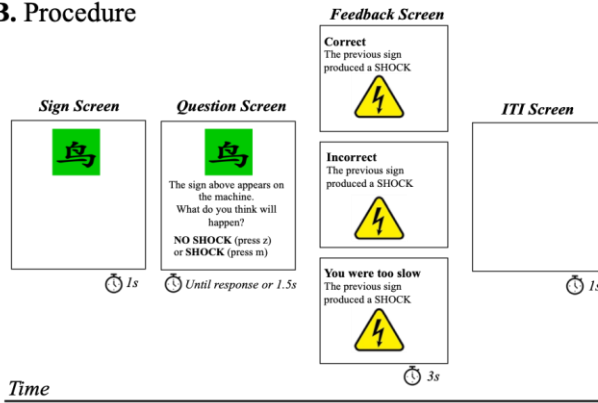 B. Procedure
Feedback Screen
Sign Screen
Question Screen
ITI Screen
The sign above appears on
the machine.
What do you think will
happen?
NO SHOCK (press z)
or SHOCK (press m)
Correct
The previous sign
produced a SHOCK
Incorrect
The previous sign
produced a SHOCK
You were too slow
The previous sign
produced a SHOCK
1s
Until response or 1.5s
3s
1s
Time